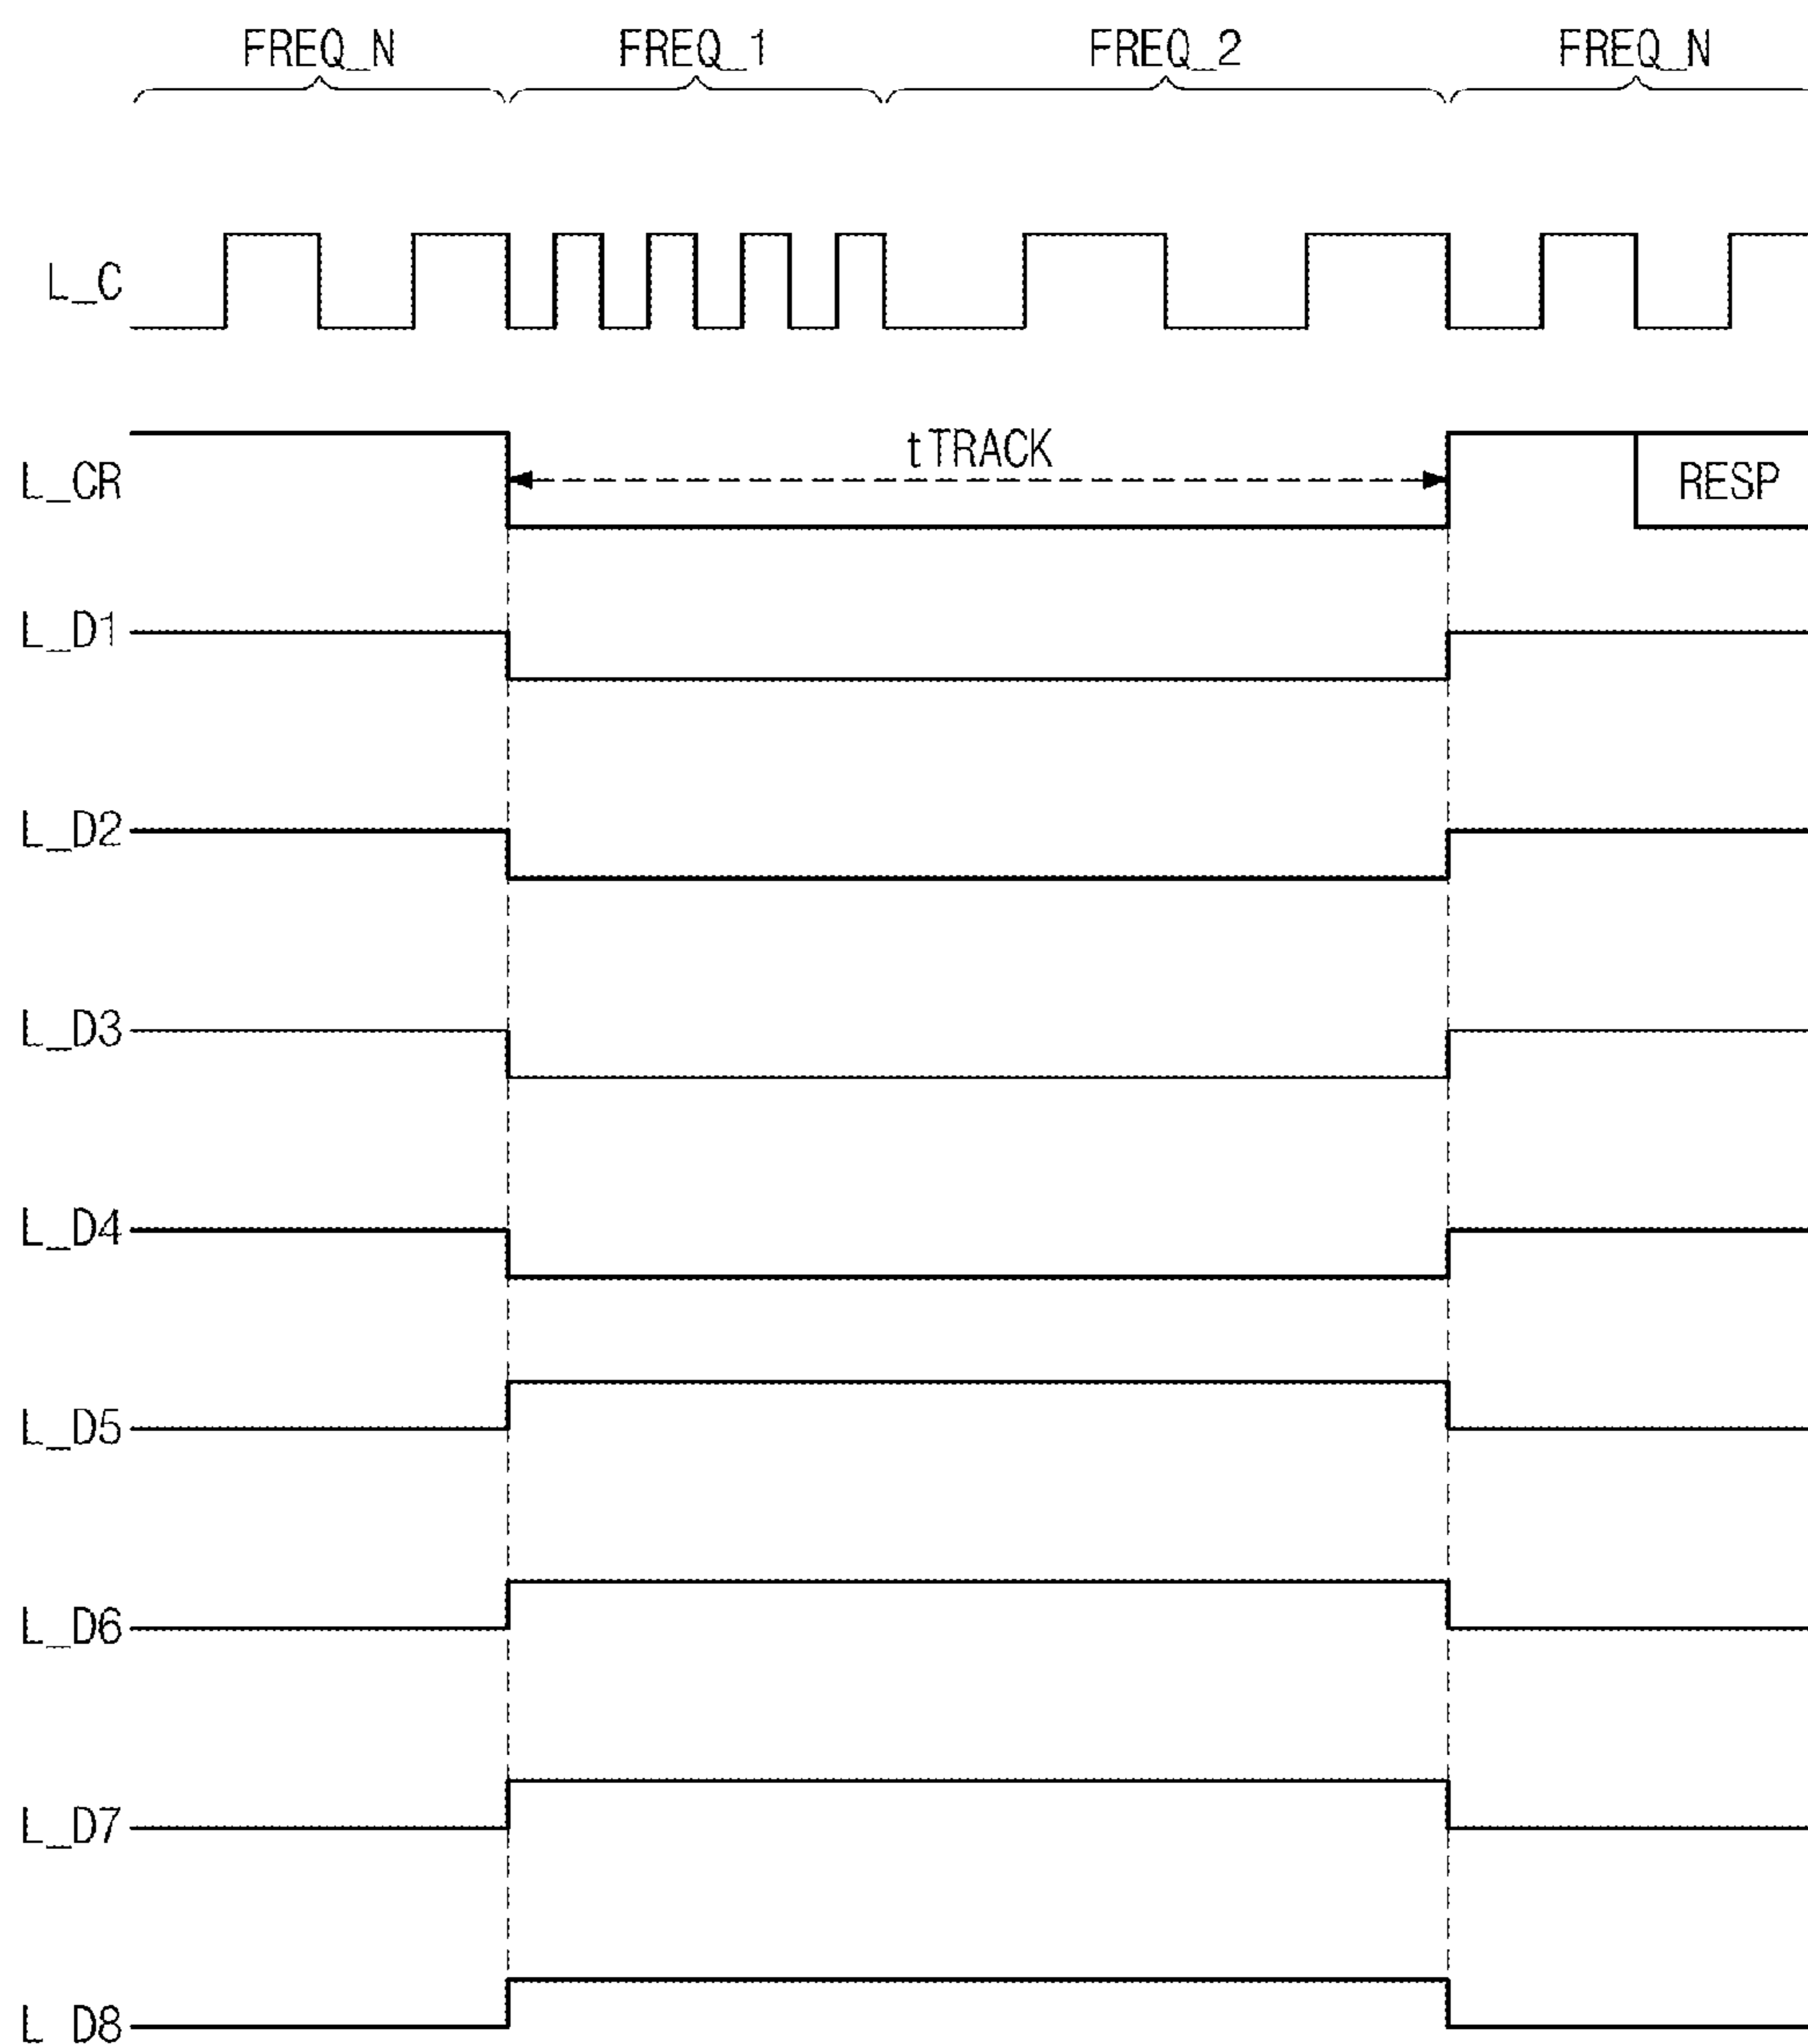 FREQ_N FREQ_1 FREQ_2 FREQ_N
L_C
tTRACK
L_CR RESP
L_D1
L_D2
L_D3
L_D4
L_D5
L_D6
L_D7
L_D8